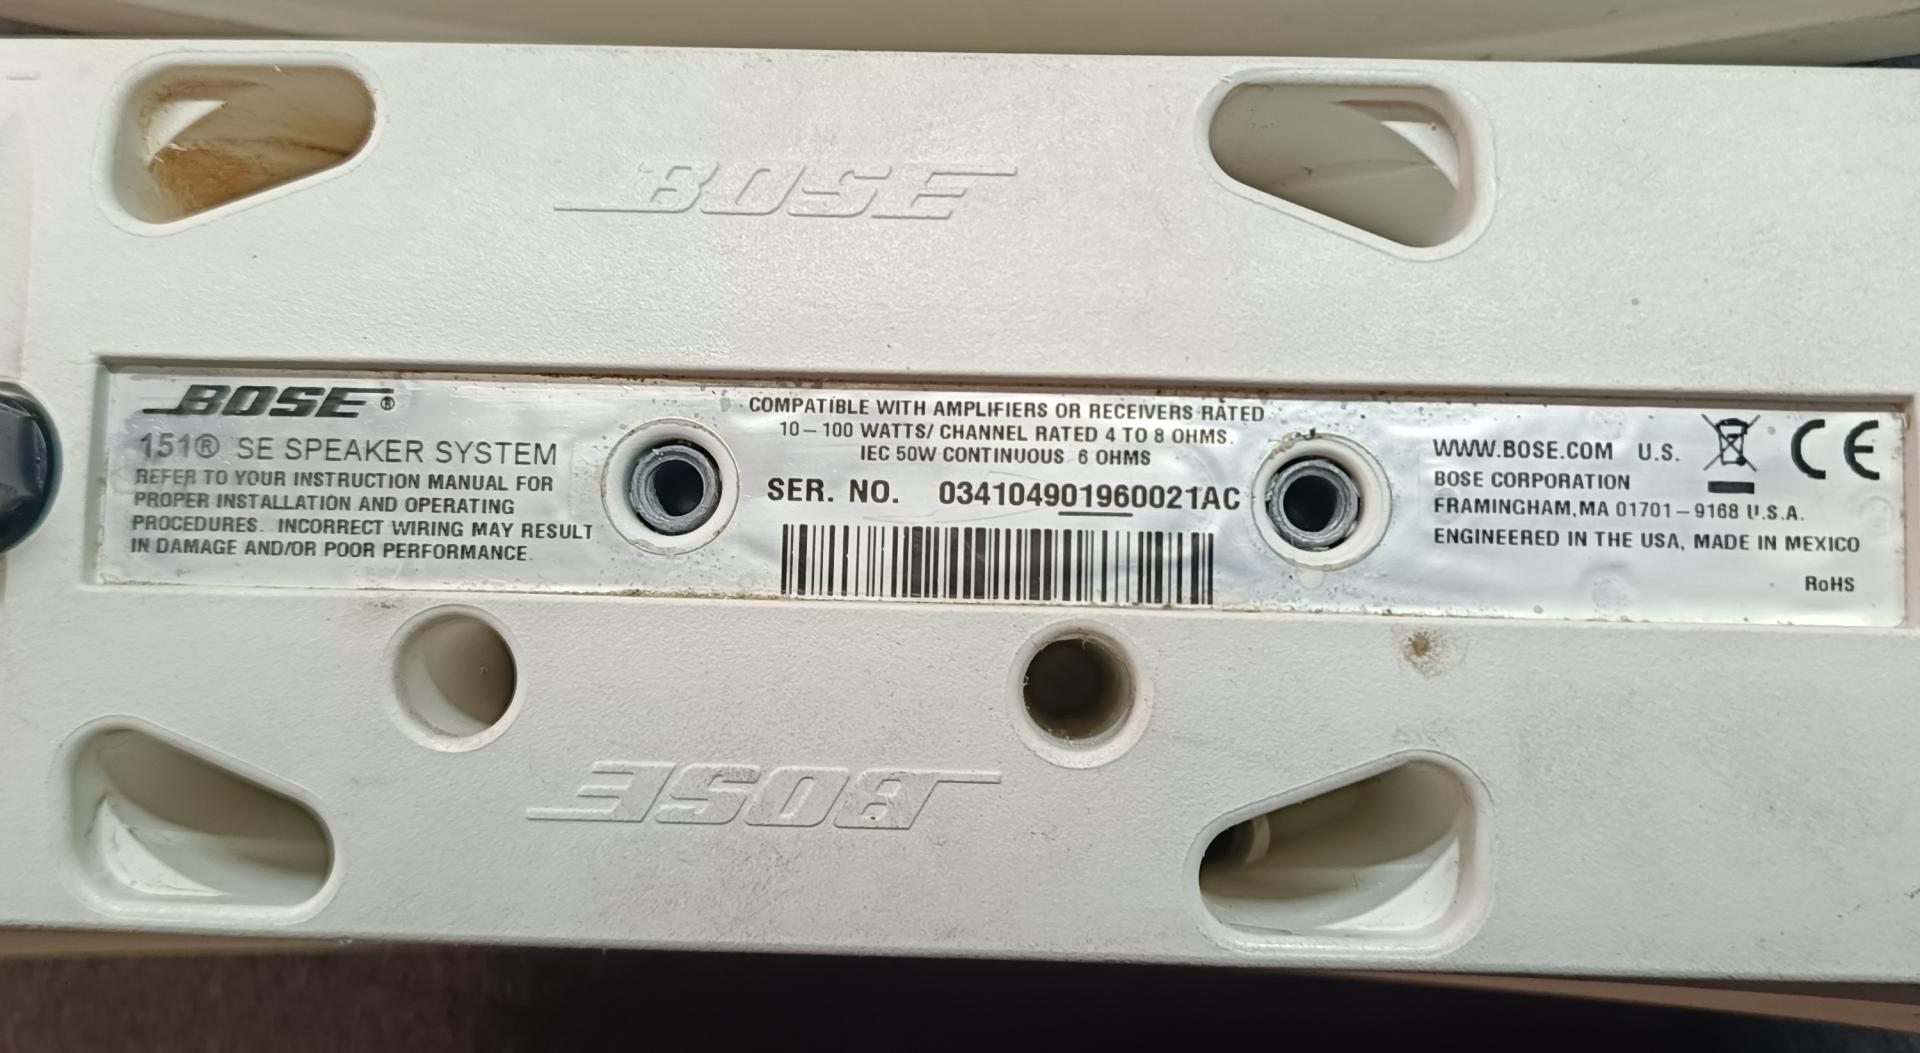 BOSE
BOSE®
151® SE SPEAKER SYSTEM
REFER TO YOUR INSTRUCTION MANUAL FOR
PROPER INSTALLATION AND OPERATING
PROCEDURES. INCORRECT WIRING MAY RESULT
IN DAMAGE AND/OR POOR PERFORMANCE.
COMPATIBLE WITH AMPLIFIERS OR RECEIVERS RATED
10-100 WATTS/ CHANNEL RATED 4 TO 8 OHMS.
IEC 50W CONTINUOUS 6 OHMS
SER. NO. 034104901960021AC
WWW.BOSE.COM U.S.
CE
BOSE CORPORATION
FRAMINGHAM,MA 01701-9168 U.S.A.
ENGINEERED IN THE USA, MADE IN MEXICO
RoHS
BOSE